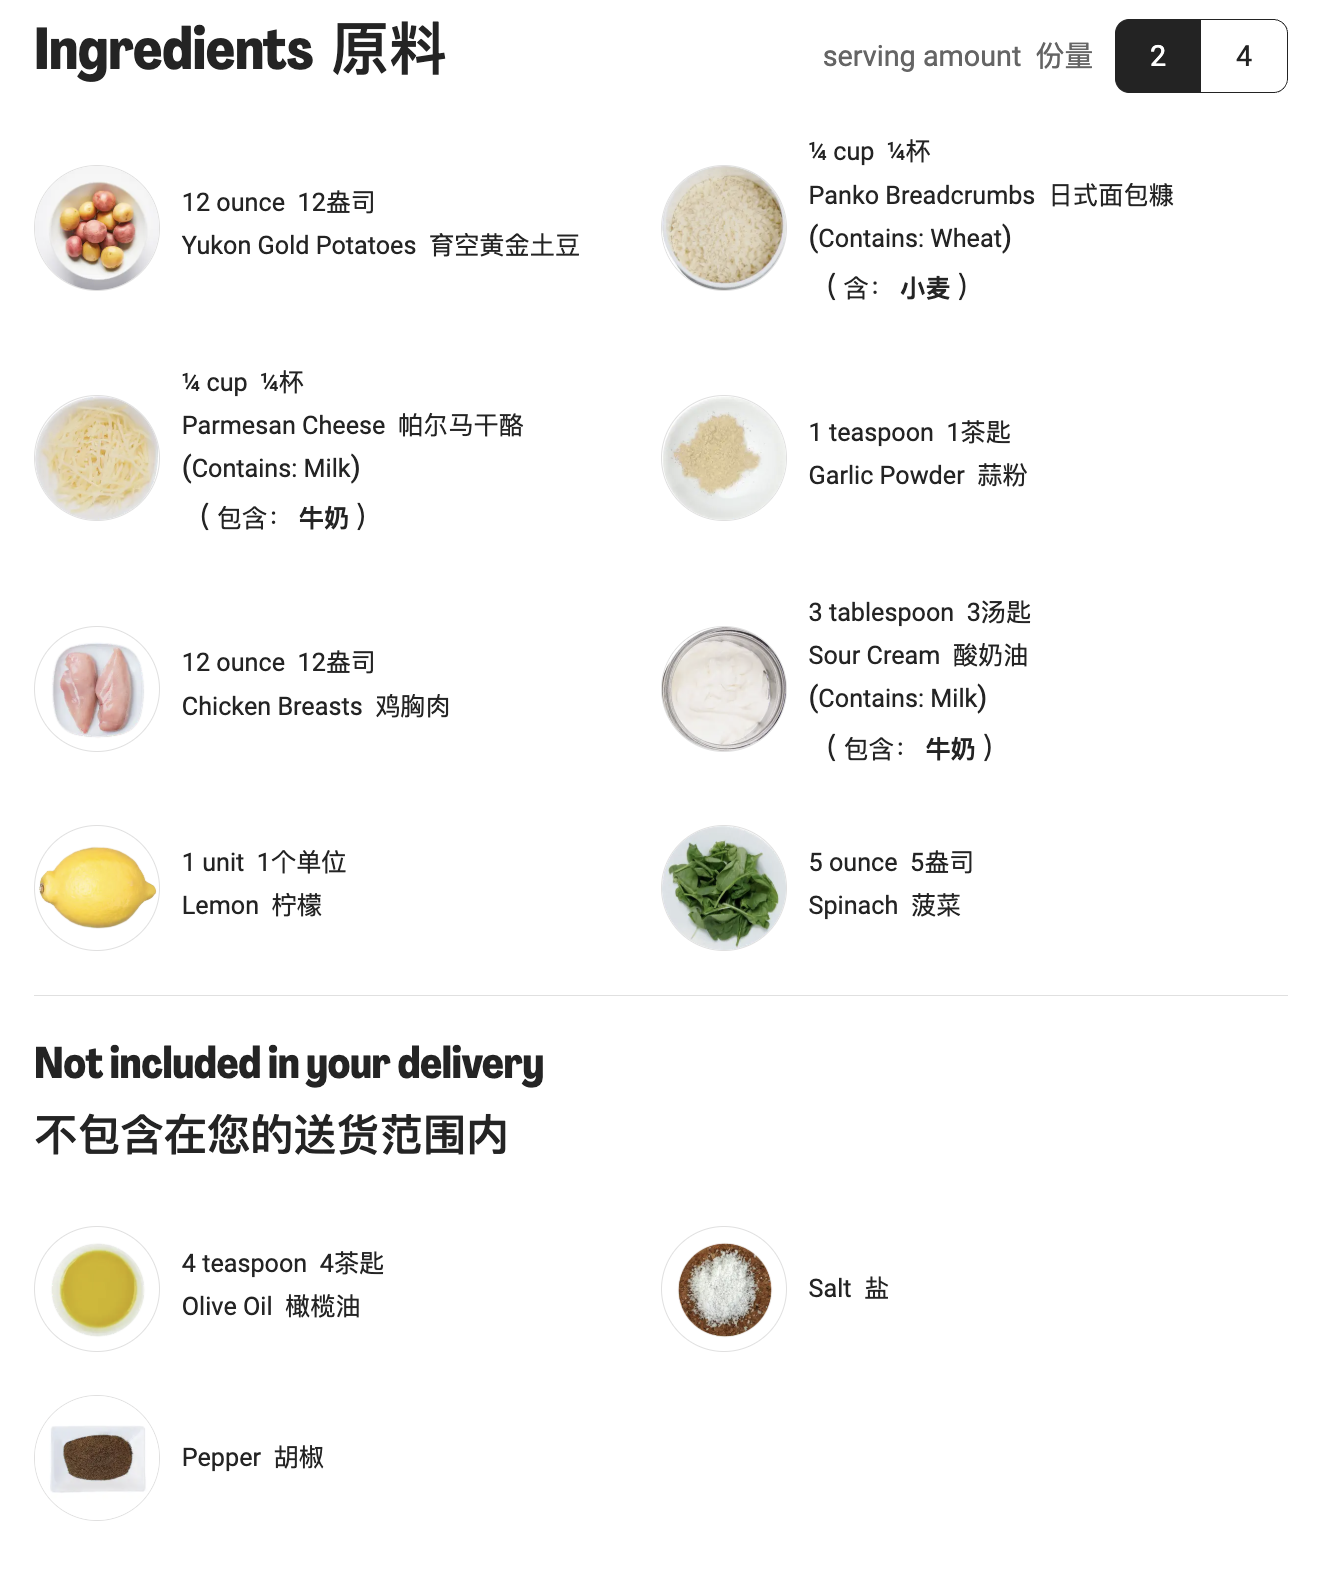 Ingredients 原料
serving amount 份量 2 4
12 ounce 12盎司
Yukon Gold Potatoes 育空黄金土豆
¼ cup ¼杯
Panko Breadcrumbs 日式面包糠
(Contains: Wheat)
（含： 小麦）
¼ cup ¼杯
Parmesan Cheese 帕尔马干酪
(Contains: Milk)
（包含： 牛奶）
1 teaspoon 1茶匙
Garlic Powder 蒜粉
12 ounce 12盎司
Chicken Breasts 鸡胸肉
3 tablespoon 3汤匙
Sour Cream 酸奶油
(Contains: Milk)
（包含： 牛奶）
1 unit 1个单位
Lemon 柠檬
5 ounce 5盎司
Spinach 菠菜
Not included in your delivery
不包含在您的送货范围内
4 teaspoon 4茶匙
Olive Oil 橄榄油
Salt 盐
Pepper 胡椒